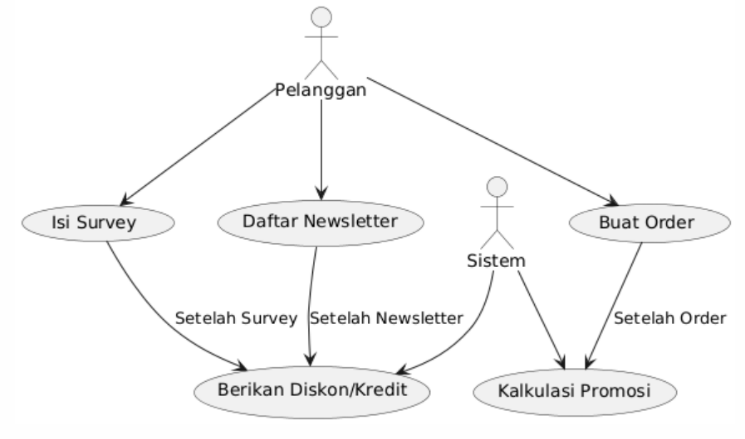 Pelanggan
Isi Survey
Daftar Newsletter
Buat Order
Sistem
Setelah Survey
Setelah Newsletter
Setelah Order
Berikan Diskon/Kredit
Kalkulasi Promosi